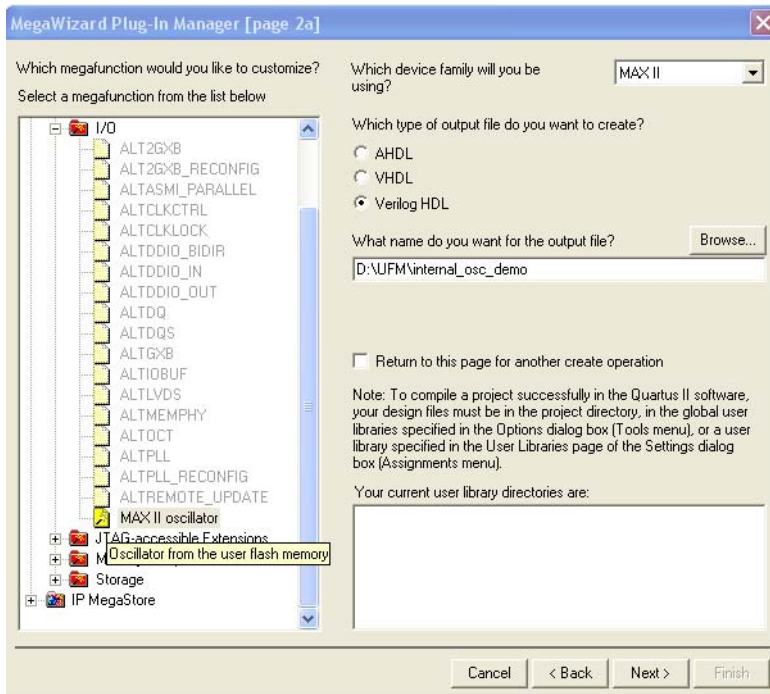 MegaWizard Plug-In Manager [page 2a]
Which megafunction would you like to customize?
Select a megafunction from the list below
I/O
ALT2GXB
ALT2GXB_RECONFIG
ALTASMI_PARALLEL
ALTCLKCTRL
ALTCLKLOCK
ALTDDIO_BIDIR
ALTDDIO_IN
ALTDDIO_OUT
ALTDQ
ALTDQS
ALTGXB
ALTIOBUF
ALTLVDS
ALTMEMPHY
ALTOCT
ALTPLL
ALTPLL_RECONFIG
ALTREMOTE_UPDATE
MAX II oscillator
JTAG-accessible Extensions
Oscillator from the user flash memory
Storage
IP MegaStore
Which device family will you be
using?
MAX II
Which type of output file do you want to create?
AHDL
VHDL
Verilog HDL
What name do you want for the output file?
Browse...
D:\UFM\internal_osc_demo
Return to this page for another create operation
Note: To compile a project successfully in the Quartus II software,
your design files must be in the project directory, in the global user
libraries specified in the Options dialog box (Tools menu), or a user
library specified in the User Libraries page of the Settings dialog
box (Assignments menu).
Your current user library directories are:
Cancel
< Back
Next >
Finish